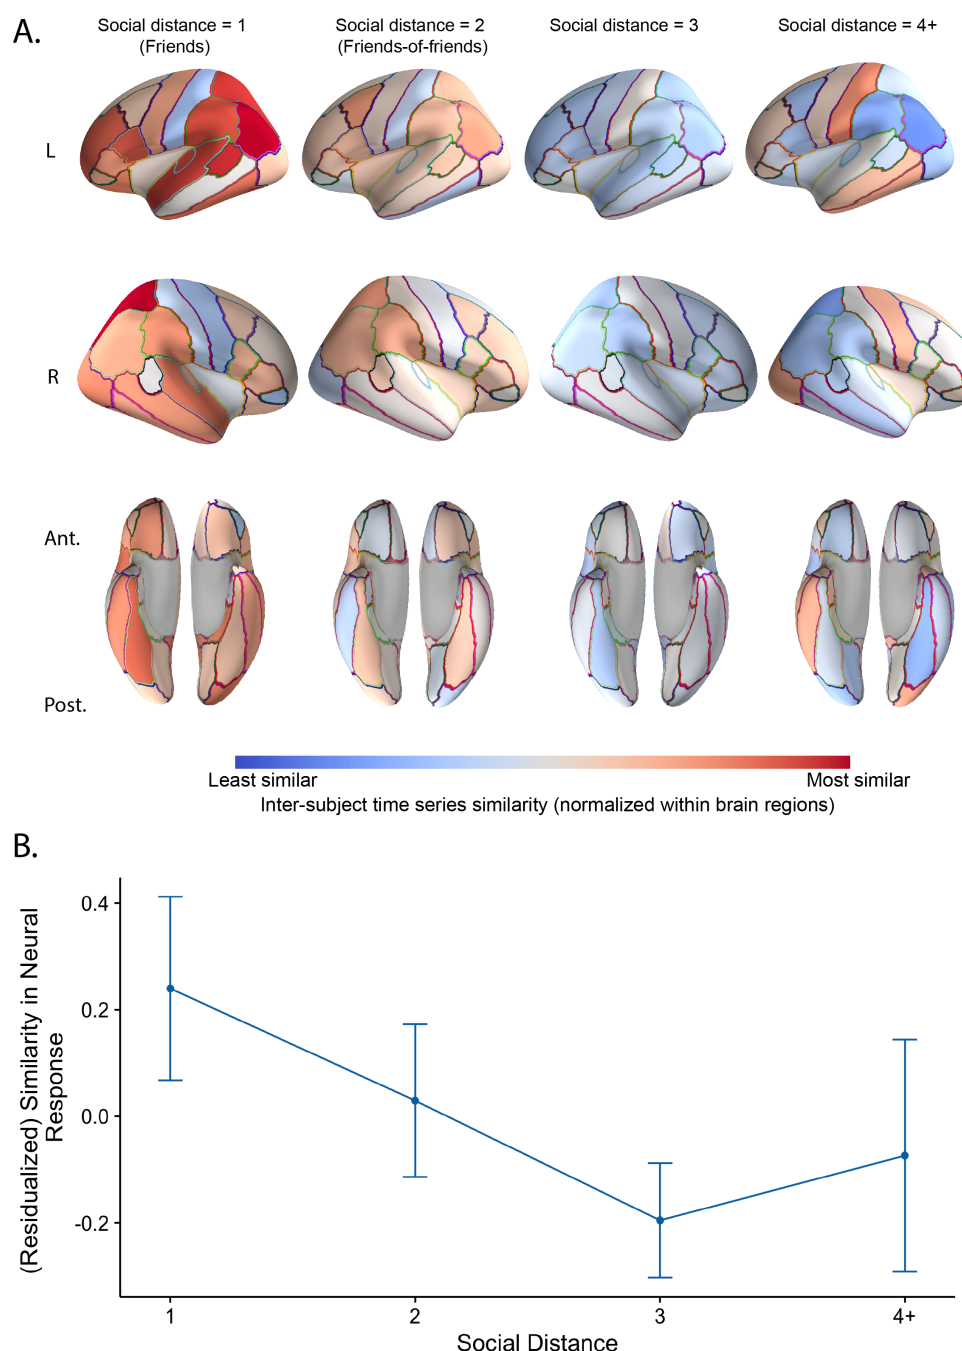 A.
Social distance = 1
(Friends)
Social distance = 2
(Friends-of-friends)
Social distance = 3
Social distance = 4+
L
R
Ant.
Post.
Least similar
Most similar
Inter-subject time series similarity (normalized within brain regions)
B.
(Residualized) Similarity in Neural
Response
0.4
0.2
0.0
-0.2
1
2
3
4+
Social Distance